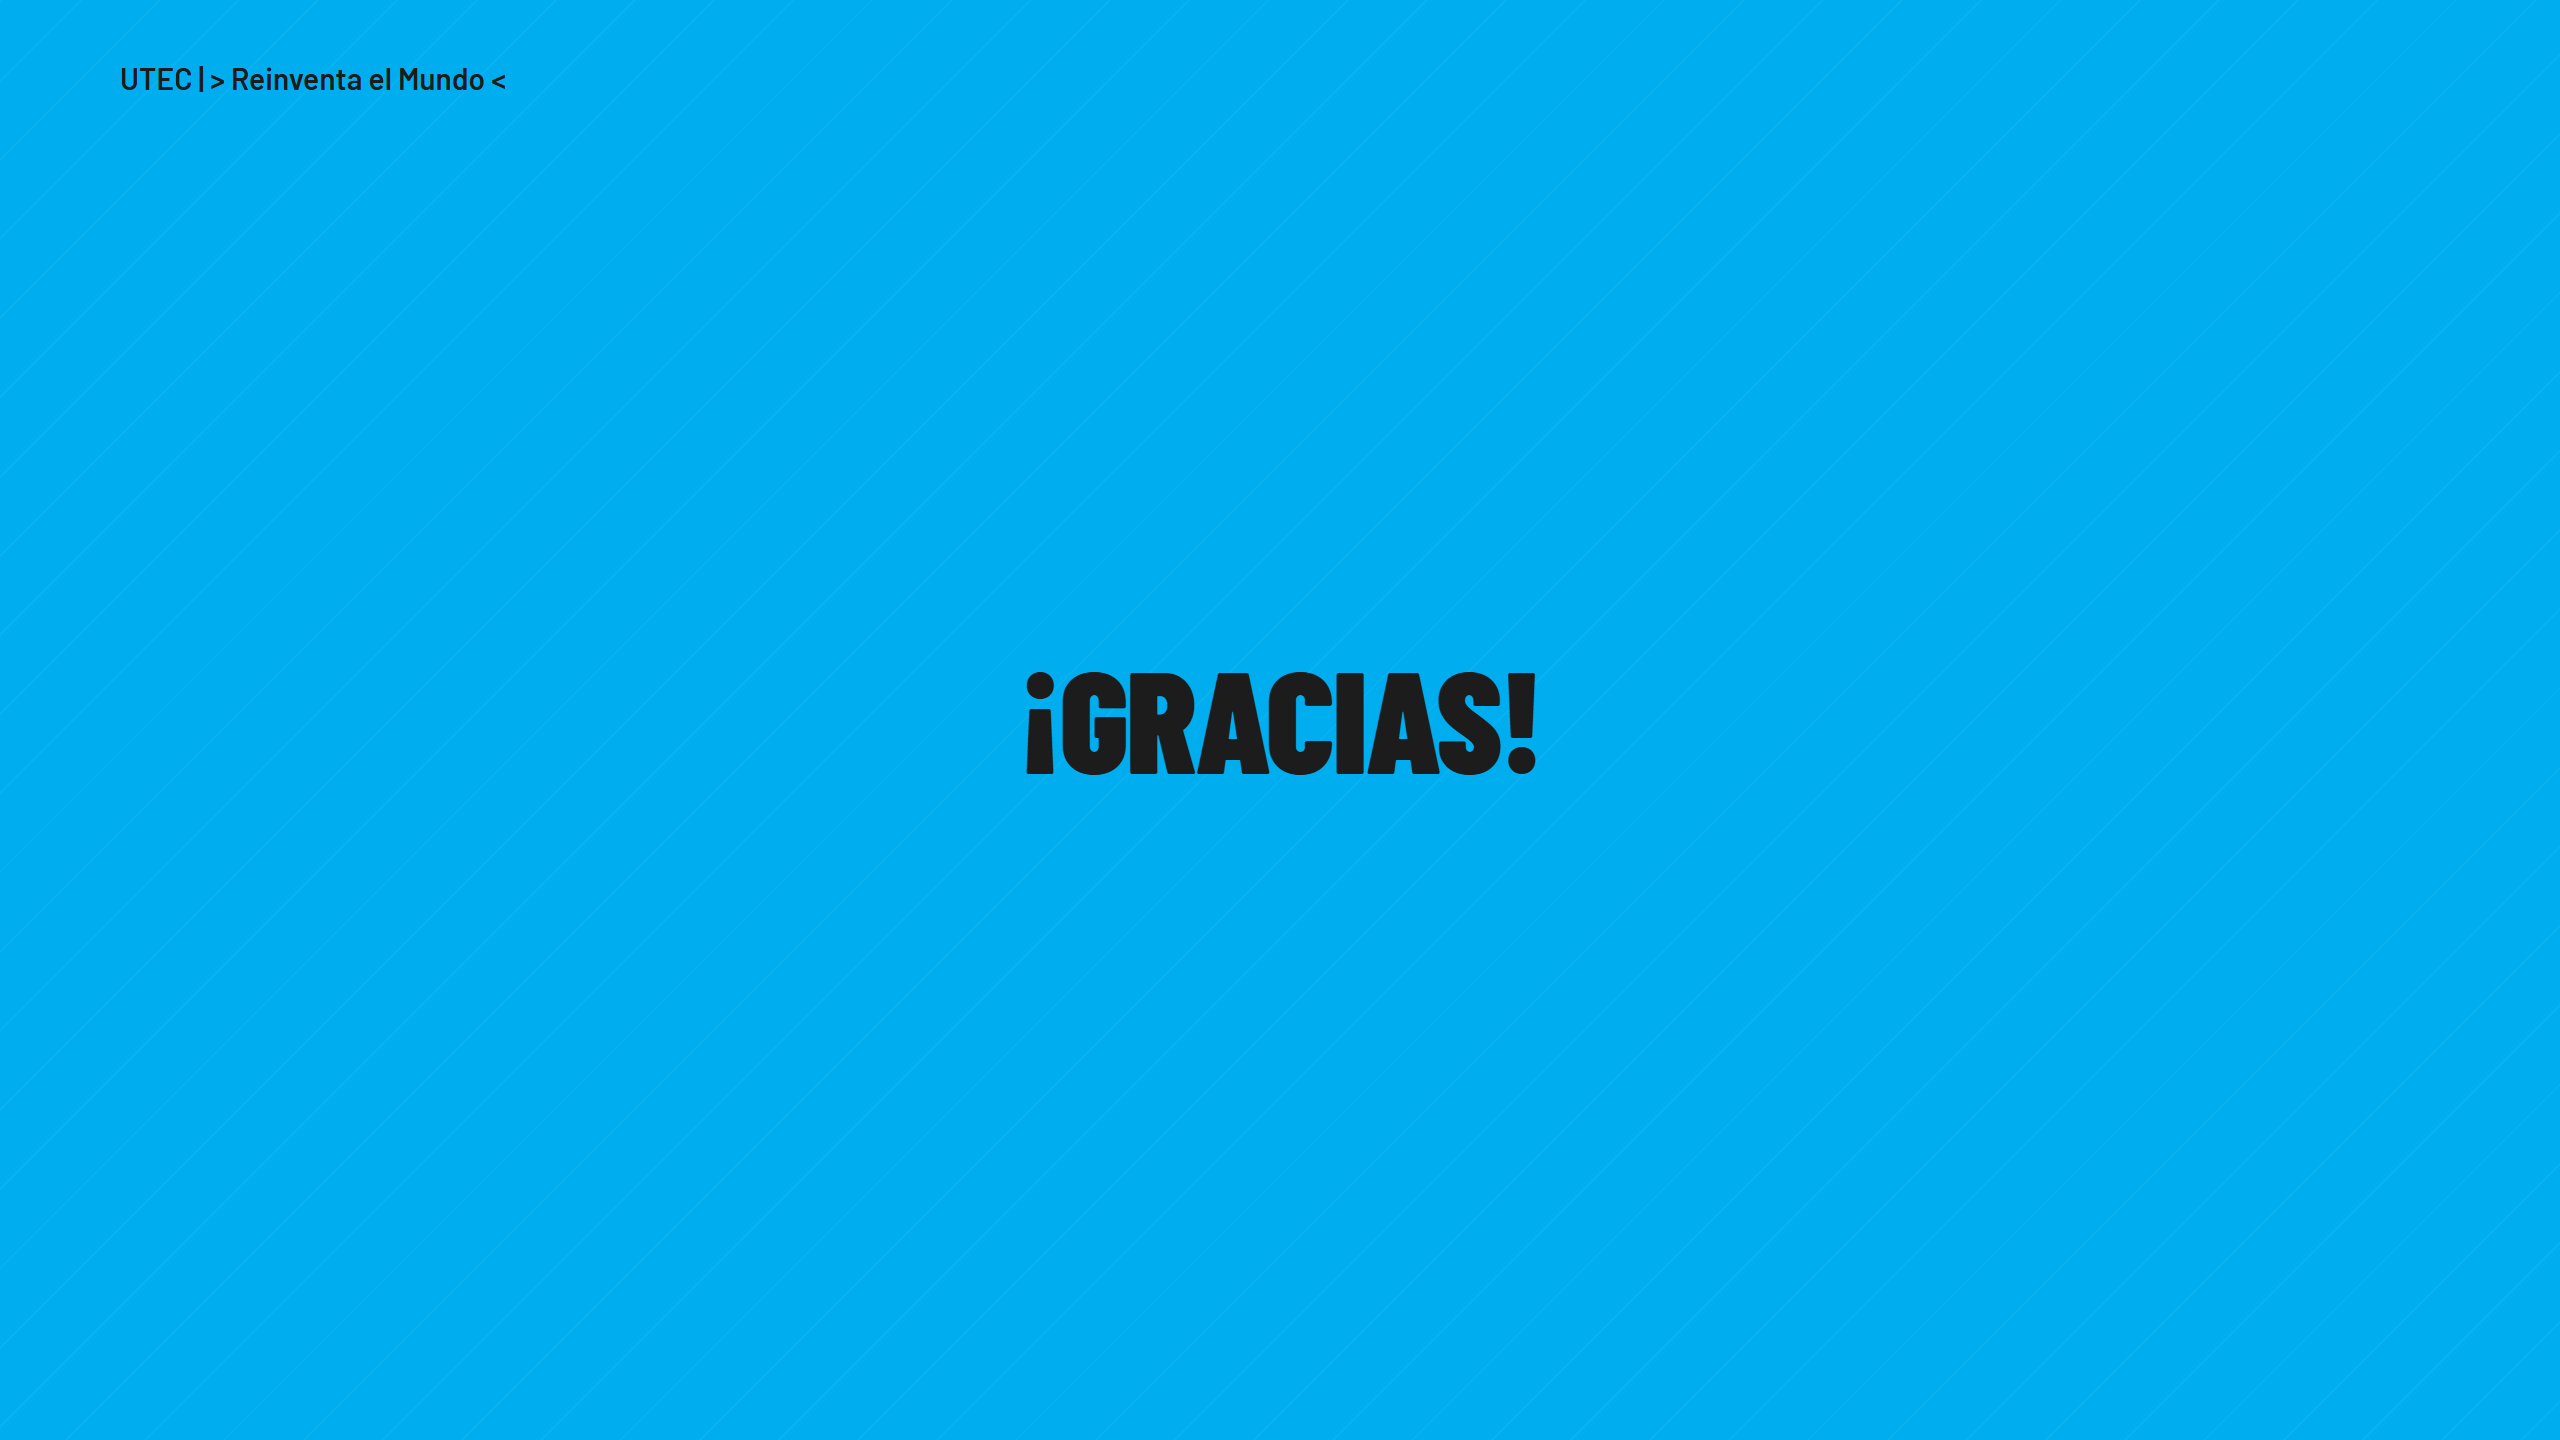 UTEC | > Reinventa el Mundo <
¡GRACIAS!